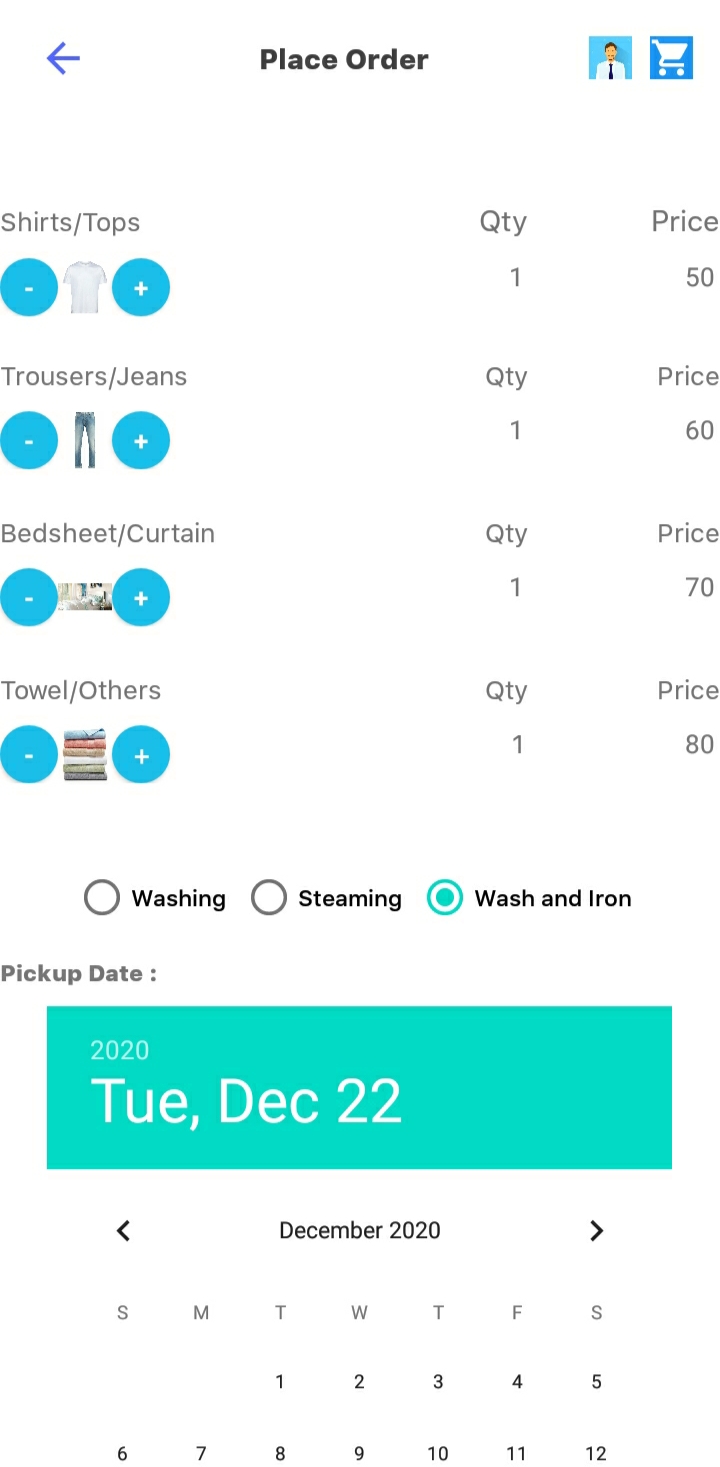 Place Order
Shirts/Tops Qty Price
- + 1 50
Trousers/Jeans Qty Price
- + 1 60
Bedsheet/Curtain Qty Price
- + 1 70
Towel/Others Qty Price
- + 1 80
Washing Steaming Wash and Iron
Pickup Date :
2020
Tue, Dec 22
December 2020
S M T W T F S
1 2 3 4 5
6 7 8 9 10 11 12